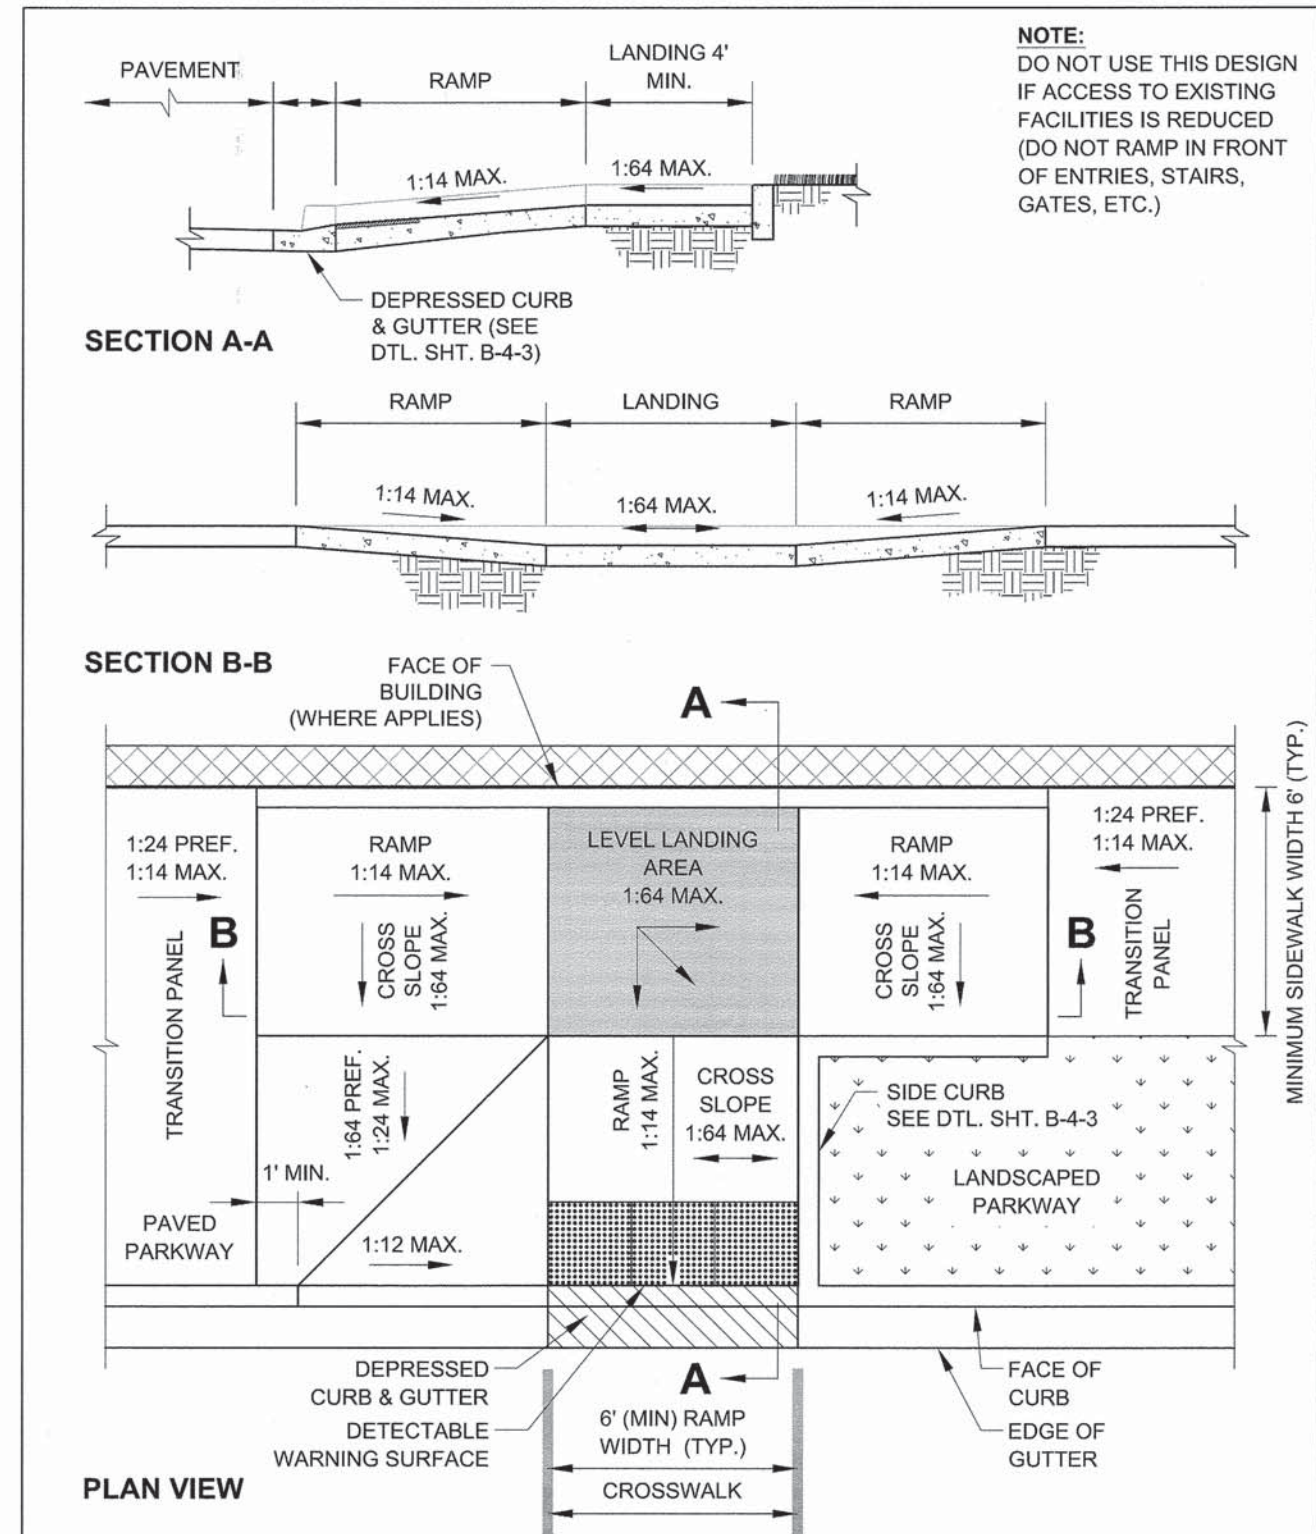 NOTE:
DO NOT USE THIS DESIGN
IF ACCESS TO EXISTING
FACILITIES IS REDUCED
(DO NOT RAMP IN FRONT
OF ENTRIES, STAIRS,
GATES, ETC.)
PAVEMENT
RAMP
LANDING 4'
MIN.
1:14 MAX.
1:64 MAX.
DEPRESSED CURB
& GUTTER (SEE
DTL. SHT. B-4-3)
SECTION A-A
RAMP
LANDING
RAMP
1:14 MAX.
1:64 MAX.
1:14 MAX.
SECTION B-B
FACE OF
BUILDING
(WHERE APPLIES)
A
1:24 PREF.
1:14 MAX.
TRANSITION PANEL
B
RAMP
1:14 MAX.
CROSS
SLOPE
1:64 MAX.
LEVEL LANDING
AREA
1:64 MAX.
RAMP
1:14 MAX.
CROSS
SLOPE
1:64 MAX.
B
1:24 PREF.
1:14 MAX.
TRANSITION
PANEL
MINIMUM SIDEWALK WIDTH 6' (TYP.)
1:64 PREF.
1:24 MAX.
1' MIN.
PAVED
PARKWAY
1:12 MAX.
RAMP
1:14 MAX.
CROSS
SLOPE
1:64 MAX.
SIDE CURB
SEE DTL. SHT. B-4-3
LANDSCAPED
PARKWAY
DEPRESSED
CURB & GUTTER
DETECTABLE
WARNING SURFACE
A
6' (MIN) RAMP
WIDTH (TYP.)
CROSSWALK
FACE OF
CURB
EDGE OF
GUTTER
PLAN VIEW